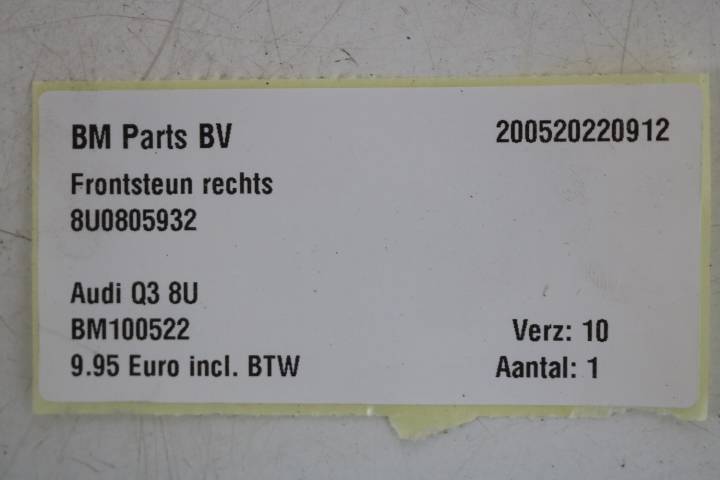 BM Parts BV 200520220912
Frontsteun rechts
8U0805932
Audi Q3 8U
BM100522 Verz: 10
9.95 Euro incl. BTW Aantal: 1